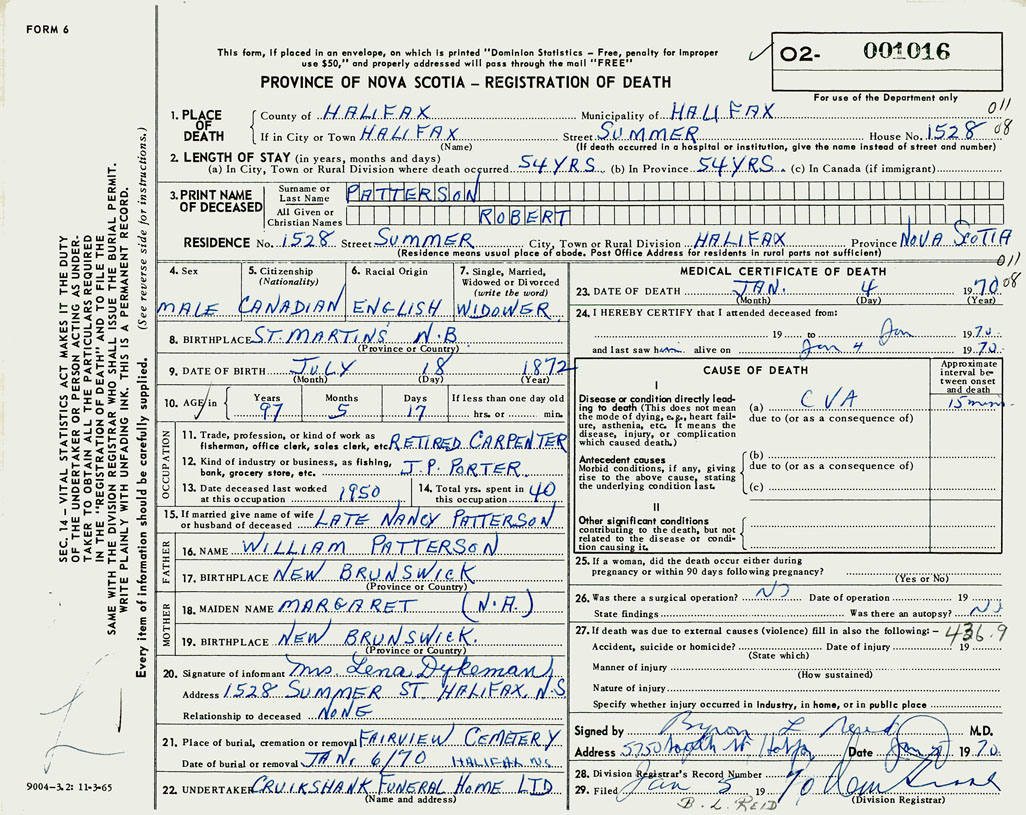 FORM 6
This form, if placed in an envelope, on which is printed "Dominion Statistics – Free, penalty for improper
use $50," and properly addressed will pass through the mail "FREE"
PROVINCE OF NOVA SCOTIA – REGISTRATION OF DEATH
02- 001016
For use of the Department only
011
08
1. PLACE OF DEATH
County of HALIFAX Municipality of HALIFAX
If in City or Town HALIFAX Street SUMMER House No. 1528
(Name) (If death occurred in a hospital or institution, give the name instead of street and number)
2. LENGTH OF STAY (in years, months and days)
(a) In City, Town or Rural Division where death occurred 54 YRS (b) In Province 54 YRS. (c) In Canada (if immigrant)
3. PRINT NAME OF DECEASED
Surname or Last Name PATTERSON
All Given or Christian Names ROBERT
RESIDENCE No. 1528 Street SUMMER City, Town or Rural Division HALIFAX Province NOVA SCOTIA
(Residence means usual place of abode. Post Office Address for residents in rural parts not sufficient)
011
08
4. Sex MALE
5. Citizenship (Nationality) CANADIAN
6. Racial Origin ENGLISH
7. Single, Married, Widowed or Divorced (write the word) WIDOWER
8. BIRTHPLACE ST. MARTINS N.B
(Province or Country)
9. DATE OF BIRTH JULY 18 1872
(Month) (Day) (Year)
10. AGE in Years 97 Months 5 Days 17 If less than one day old hrs. or min.
OCCUPATION
11. Trade, profession, or kind of work as fisherman, office clerk, sales clerk, etc. RETIRED CARPENTER
12. Kind of industry or business, as fishing, bank, grocery store, etc. J.P. PORTER
13. Date deceased last worked at this occupation 1950
14. Total yrs. spent in this occupation 40
15. If married give name of wife or husband of deceased LATE NANCY PATTERSON
FATHER
16. NAME WILLIAM PATTERSON
17. BIRTHPLACE NEW BRUNSWICK
(Province or Country)
MOTHER
18. MAIDEN NAME MARGARET (N.A.)
19. BIRTHPLACE NEW BRUNSWICK.
(Province or Country)
20. Signature of informant Mrs. Lena Dykeman
Address 1528 SUMMER ST. HALIFAX, N.S
Relationship to deceased NONE
21. Place of burial, cremation or removal FAIRVIEW CEMETERY
Date of burial or removal JAN. 6/70 HALIFAX N.S.
22. UNDERTAKER CRUIKSHANK FUNERAL HOME LTD
(Name and address)
MEDICAL CERTIFICATE OF DEATH
23. DATE OF DEATH JAN. 4 1970
(Month) (Day) (Year)
24. I HEREBY CERTIFY that I attended deceased from:
19 to Jan 1970
and last saw him alive on Jan 4 1970
CAUSE OF DEATH
Approximate interval between onset and death
I
Disease or condition directly leading to death (This does not mean the mode of dying, e.g., heart failure, asthenia, etc. It means the disease, injury, or complication which caused death.)
(a) CVA 15 mins
due to (or as a consequence of)
Antecedent causes
Morbid conditions, if any, giving rise to the above cause, stating the underlying condition last.
(b)
due to (or as a consequence of)
(c)
II
Other significant conditions
contributing to the death, but not related to the disease or condition causing it.
25. If a woman, did the death occur either during pregnancy or within 90 days following pregnancy?
(Yes or No)
26. Was there a surgical operation? NO Date of operation 19
State findings Was there an autopsy? NO
27. If death was due to external causes (violence) fill in also the following: – 436.9
Accident, suicide or homicide? Date of injury 19
(State which)
Manner of injury
(How sustained)
Nature of injury
Specify whether injury occurred in industry, in home, or in public place
Signed by Byron L Reid M.D.
Address Date Jan 1970
28. Division Registrar's Record Number
29. Filed Jan 5 1970
(Division Registrar)
B. L. REID
SEC. 14 – VITAL STATISTICS ACT MAKES IT THE DUTY
OF THE UNDERTAKER OR PERSON ACTING AS UNDER-
TAKER TO OBTAIN ALL THE PARTICULARS REQUIRED
IN THE "REGISTRATION OF DEATH" AND TO FILE THE
SAME WITH THE DIVISION REGISTRAR WHO SHALL ISSUE THE BURIAL PERMIT.
WRITE PLAINLY WITH UNFADING INK. THIS IS A PERMANENT RECORD.
Every item of information should be carefully supplied. (See reverse side for instructions.)
9004-3.2: 11-3-65